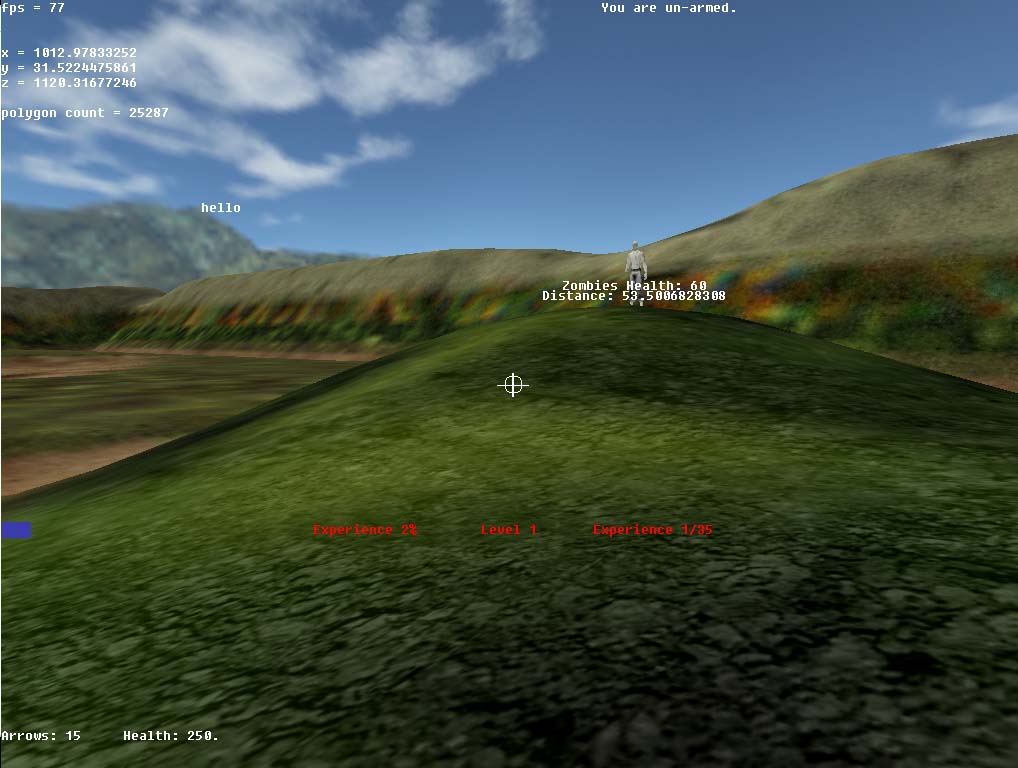 fps = 77
You are un-armed.
x = 1012.97833252
y = 31.5224475861
z = 1120.31677246
polygon count = 25287
hello
Zombies Health: 60
Distance: 53.5006828308
Experience 2% Level 1 Experience 1/35
Arrows: 15 Health: 250.